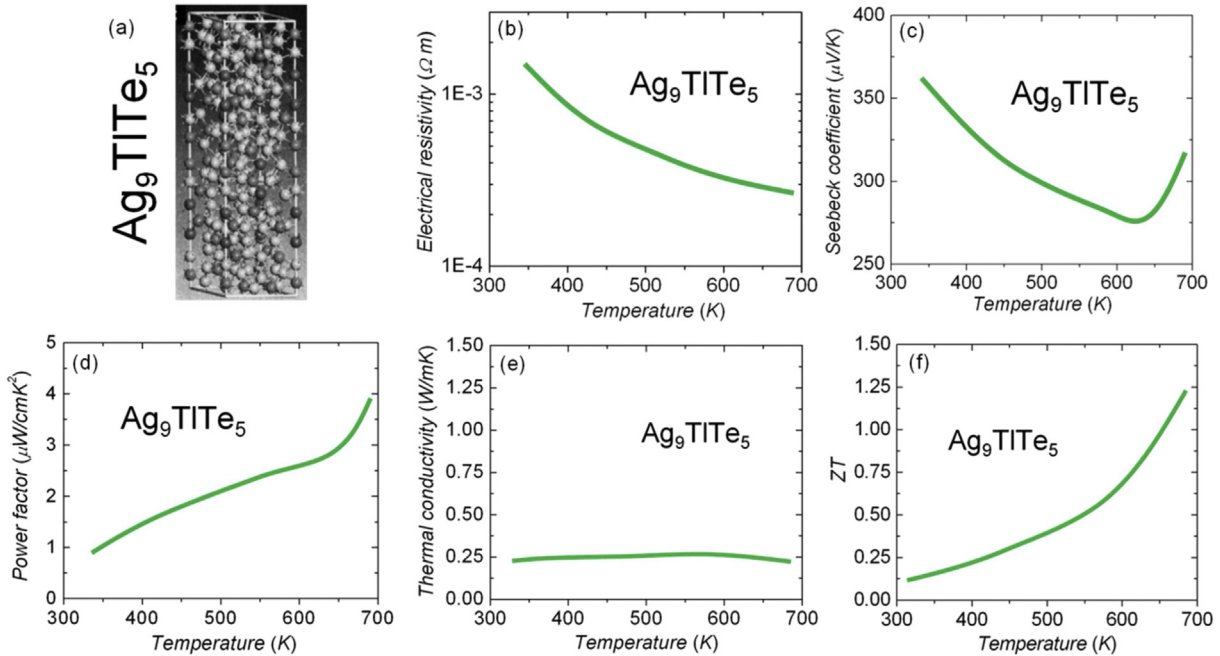 (a)
Ag₉TlTe₅
(b)
Ag₉TlTe₅
Electrical resistivity (Ω m)
1E-3
1E-4
300 400 500 600 700
Temperature (K)
(c)
Ag₉TlTe₅
Seebeck coefficient (μV/K)
400
350
300
250
300 400 500 600 700
Temperature (K)
(d)
Ag₉TlTe₅
Power factor (μW/cmK²)
5
4
3
2
1
0
300 400 500 600 700
Temperature (K)
(e)
Ag₉TlTe₅
Thermal conductivity (W/mK)
1.50
1.25
1.00
0.75
0.50
0.25
0.00
300 400 500 600 700
Temperature (K)
(f)
Ag₉TlTe₅
ZT
1.50
1.25
1.00
0.75
0.50
0.25
0.00
300 400 500 600 700
Temperature (K)